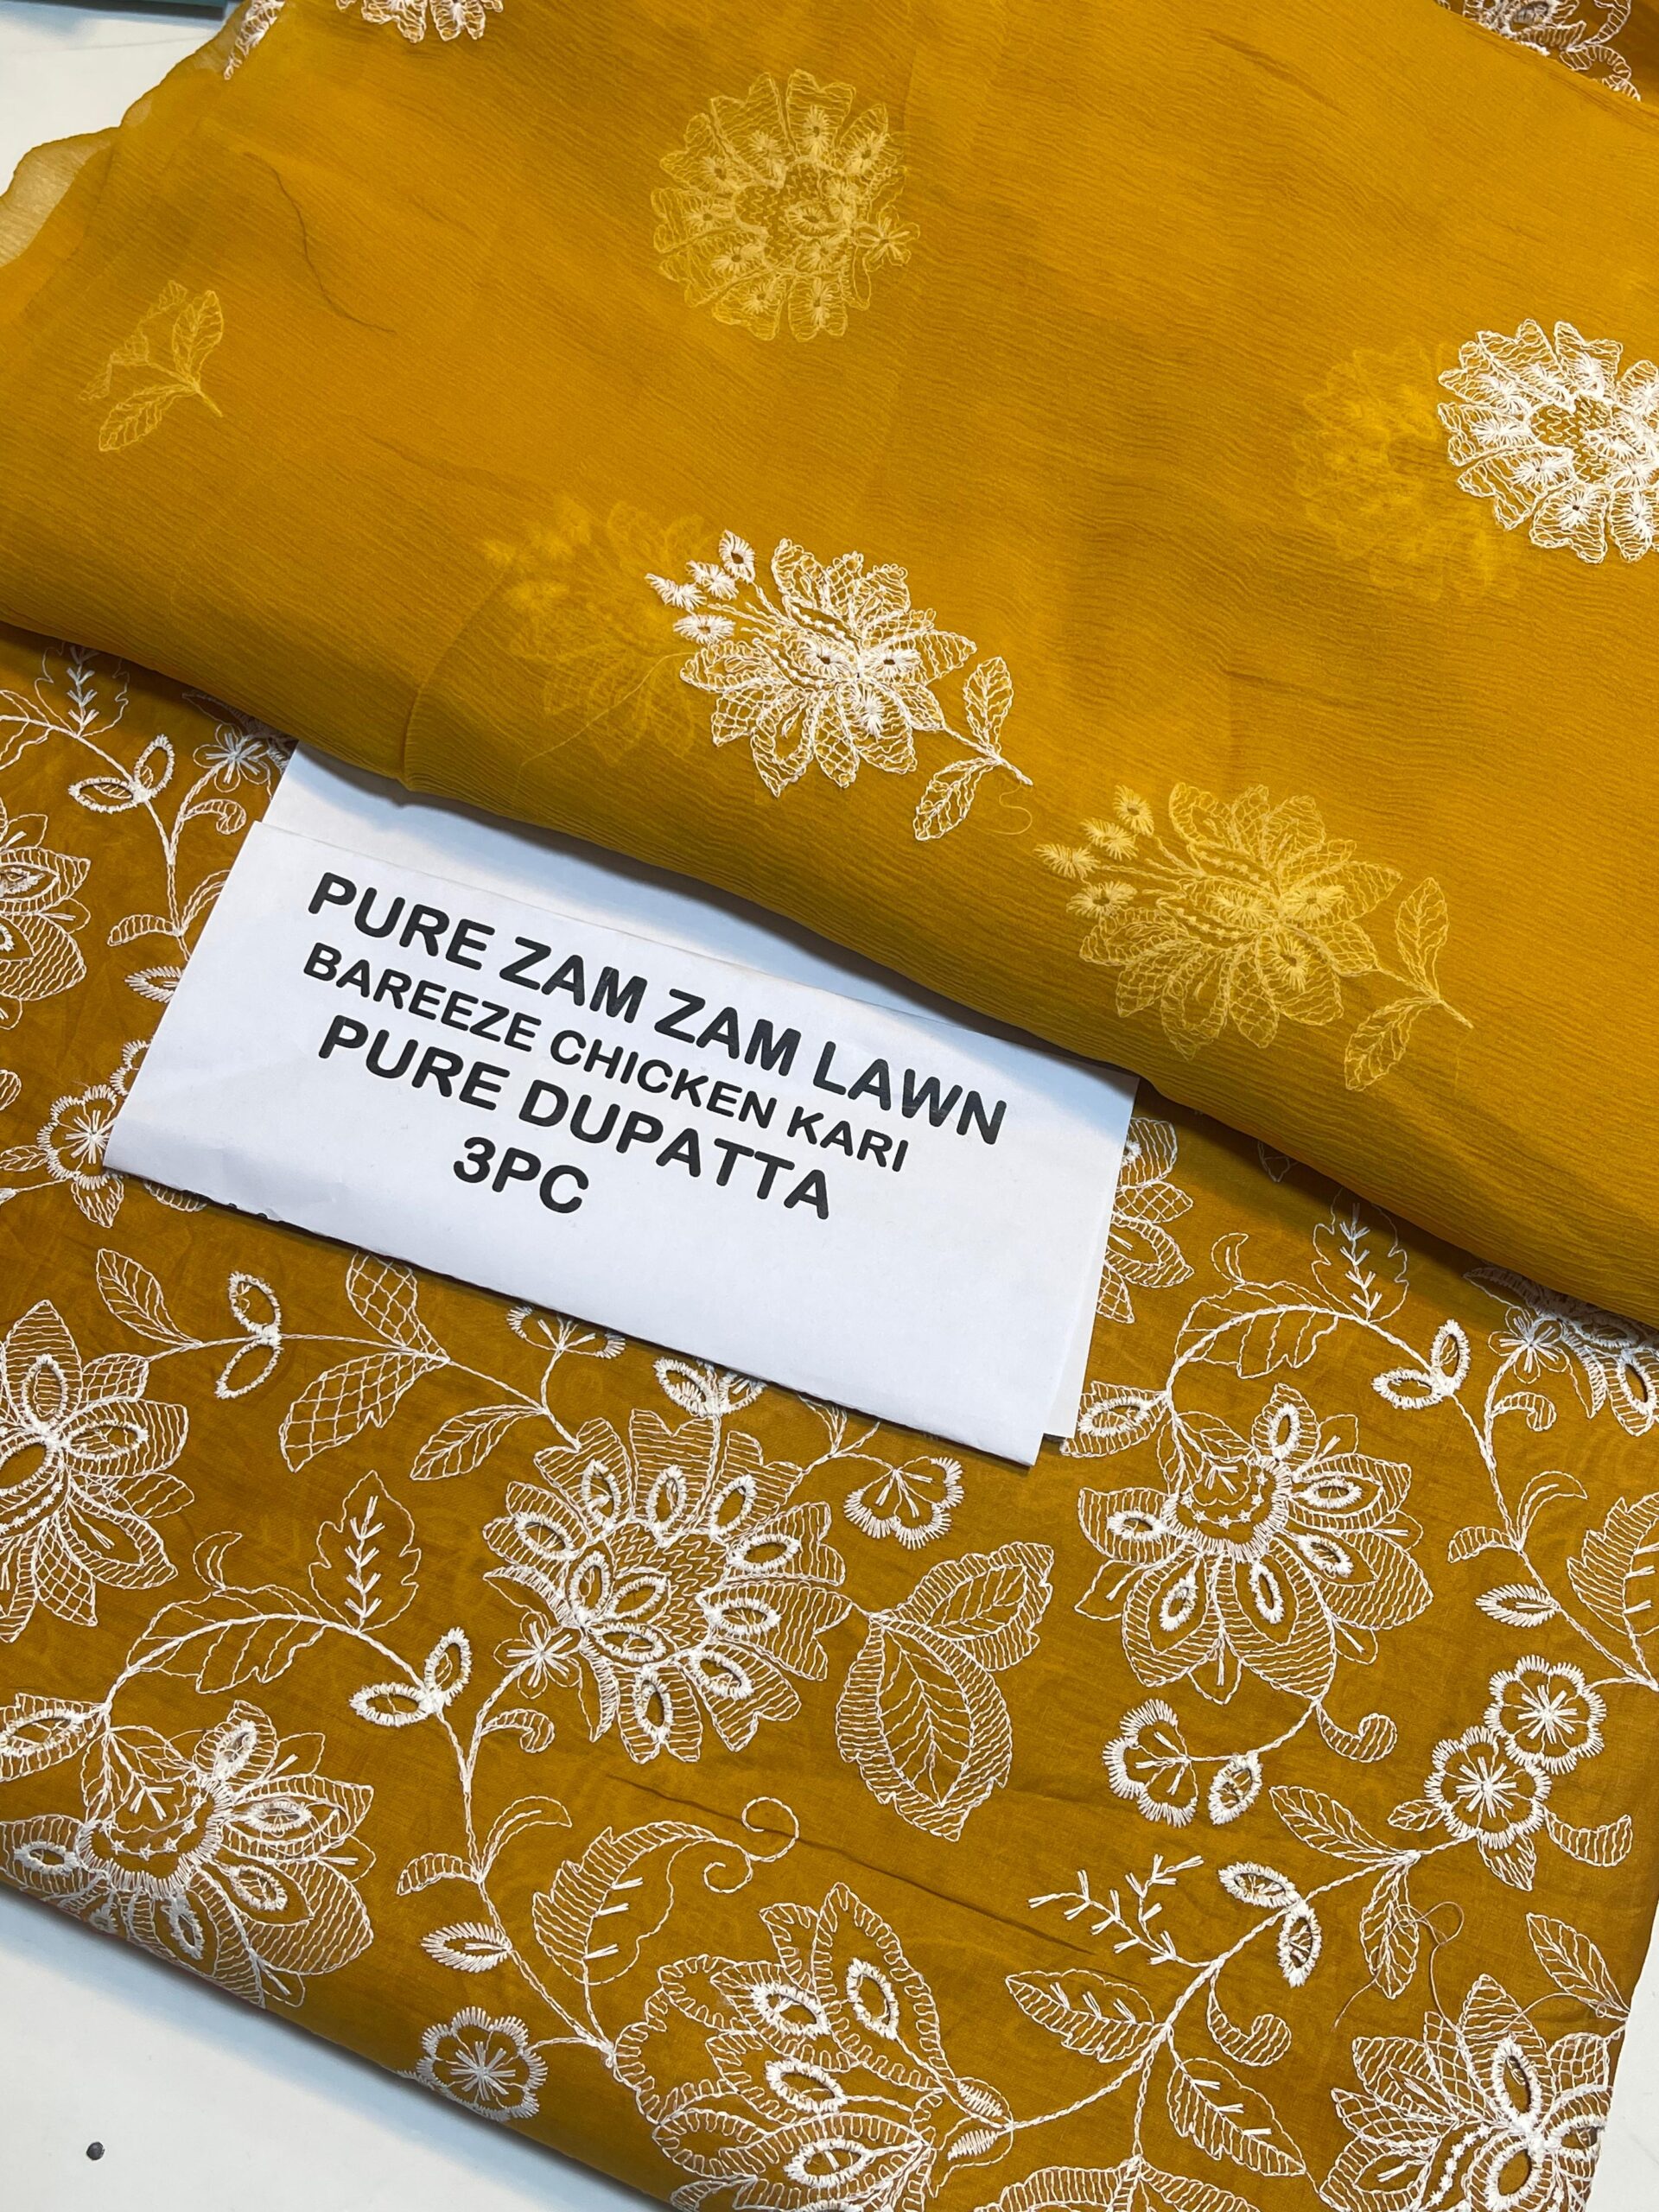 PURE ZAM ZAM LAWN
BAREEZE CHICKEN KARI
PURE DUPATTA
3PC